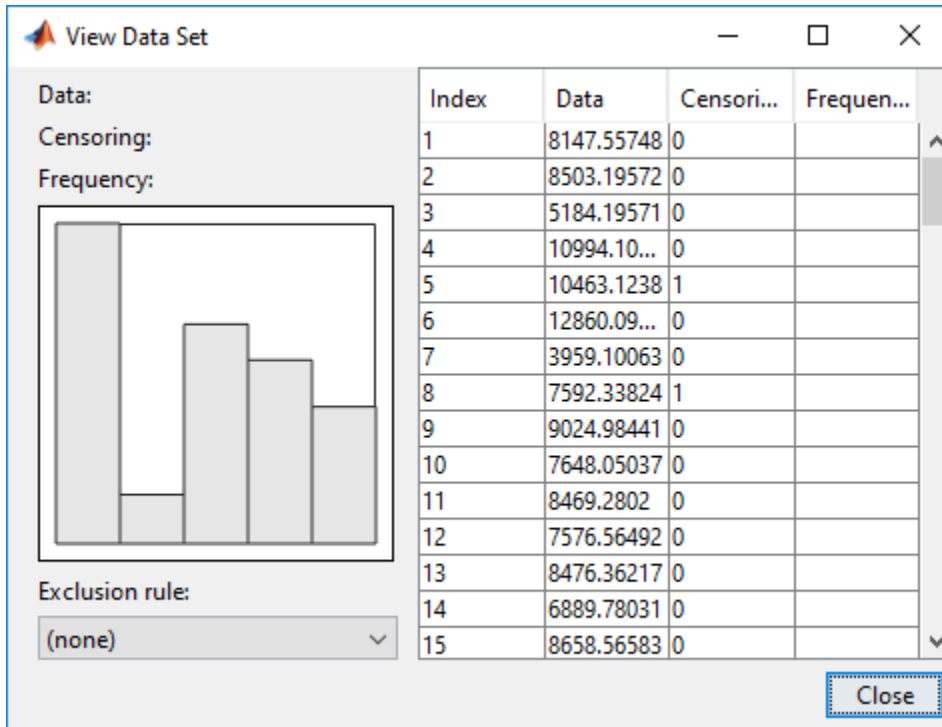 View Data Set
Data:
Censoring:
Frequency:
Exclusion rule:
(none)
Index Data Censori... Frequen...
1 8147.55748 0
2 8503.19572 0
3 5184.19571 0
4 10994.10... 0
5 10463.1238 1
6 12860.09... 0
7 3959.10063 0
8 7592.33824 1
9 9024.98441 0
10 7648.05037 0
11 8469.2802 0
12 7576.56492 0
13 8476.36217 0
14 6889.78031 0
15 8658.56583 0
Close